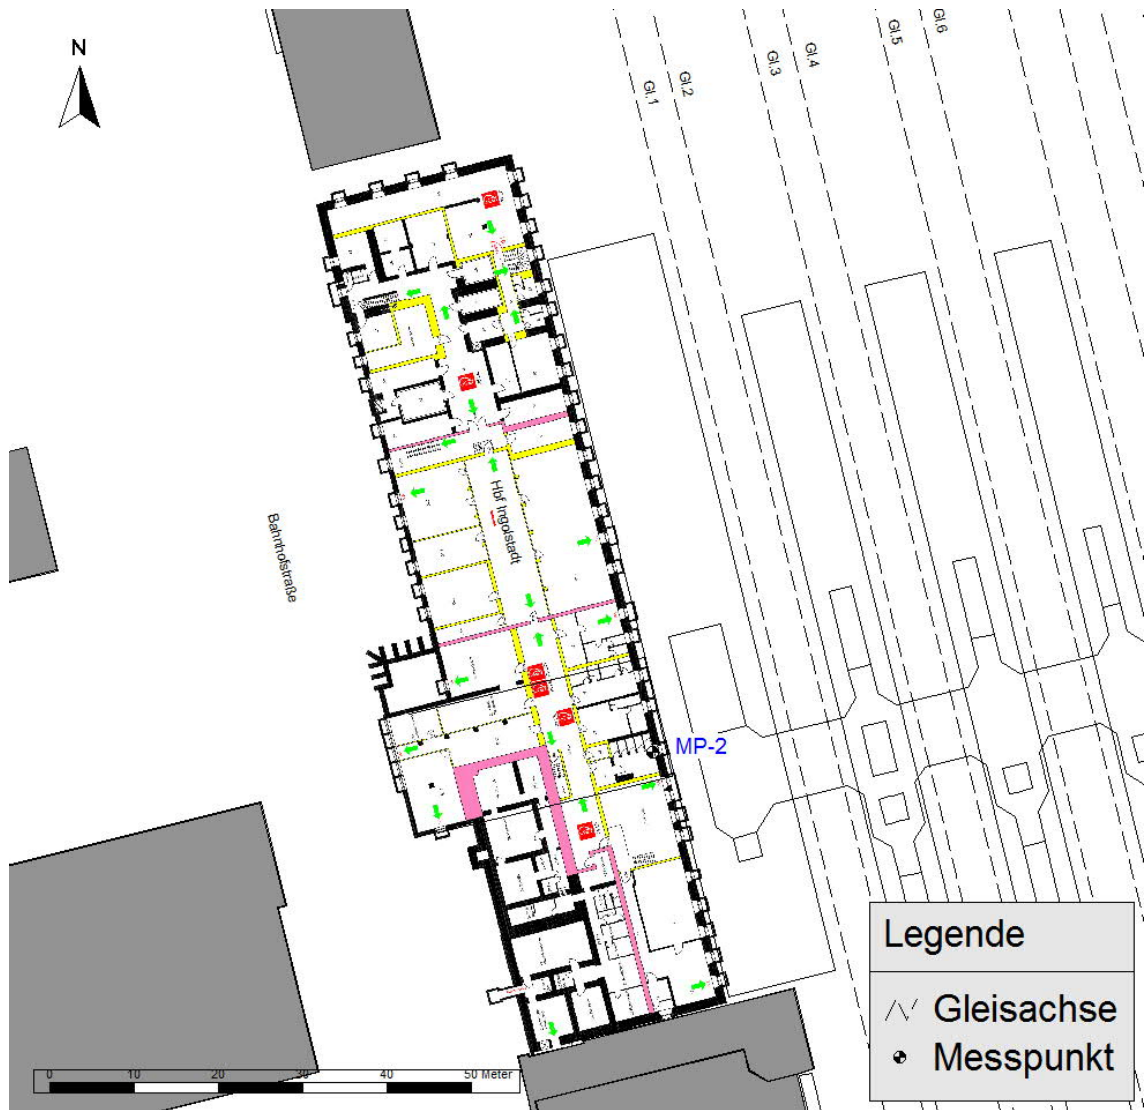 N
Gl.1
Gl.2
Gl.3
Gl.4
Gl.5
Gl.6
Hbf Ingolstadt
Bahnhofstraße
MP-2
Legende
Gleisachse
Messpunkt
0 10 20 30 40 50 Meter